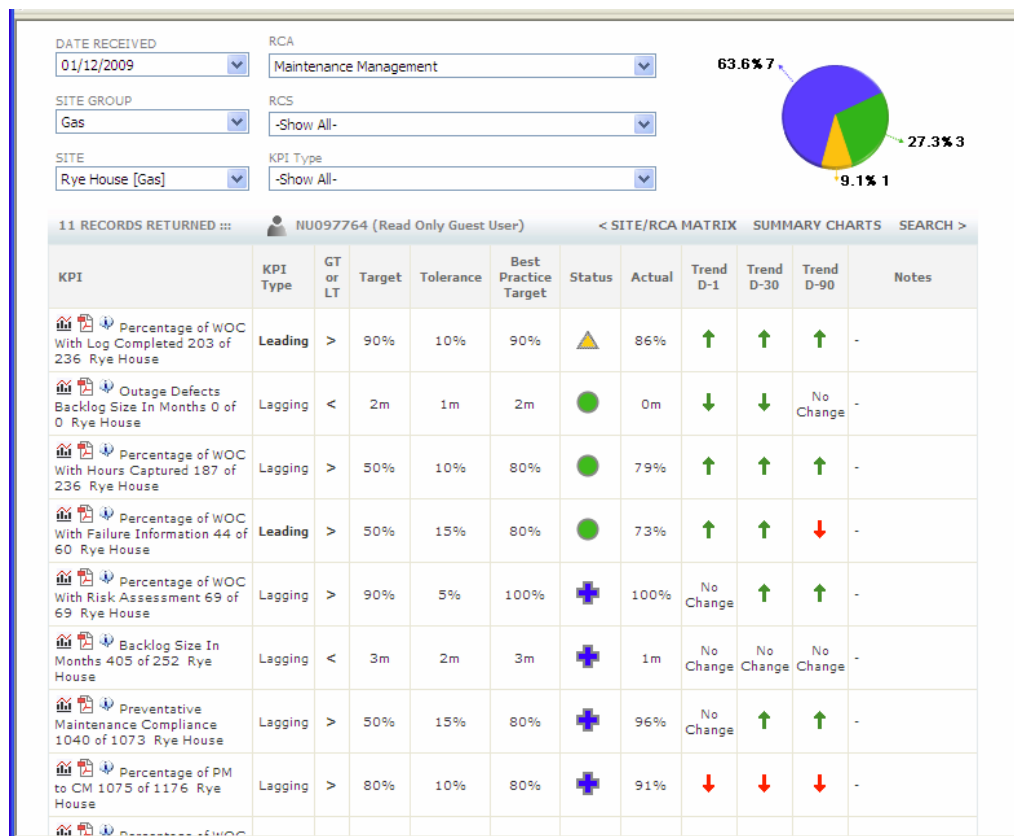 DATE RECEIVED
RCA
01/12/2009
Maintenance Management
63.6% 7
SITE GROUP
RCS
Gas
-Show All-
27.3% 3
SITE
KPI Type
Rye House [Gas]
-Show All-
9.1% 1
11 RECORDS RETURNED :::
NU097764 (Read Only Guest User)
< SITE/RCA MATRIX SUMMARY CHARTS SEARCH >
KPI
KPI
Type
GT
or
LT
Target
Tolerance
Best
Practice
Target
Status
Actual
Trend
D-1
Trend
D-30
Trend
D-90
Notes
Percentage of WOC
With Log Completed 203 of
236 Rye House
Leading > 90% 10% 90% 86% -
Outage Defects
Backlog Size In Months 0 of
0 Rye House
Lagging < 2m 1m 2m 0m
No
Change
-
Percentage of WOC
With Hours Captured 187 of
236 Rye House
Lagging > 50% 10% 80% 79% -
Percentage of WOC
With Failure Information 44 of
60 Rye House
Leading > 50% 15% 80% 73% -
Percentage of WOC
With Risk Assessment 69 of
69 Rye House
Lagging > 90% 5% 100% 100%
No
Change
-
Backlog Size In
Months 405 of 252 Rye
House
Lagging < 3m 2m 3m 1m
No
Change
No
Change
No
Change
-
Preventative
Maintenance Compliance
1040 of 1073 Rye House
Lagging > 50% 15% 80% 96%
No
Change
-
Percentage of PM
to CM 1075 of 1176 Rye
House
Lagging > 80% 10% 80% 91% -
Percentage of WOC